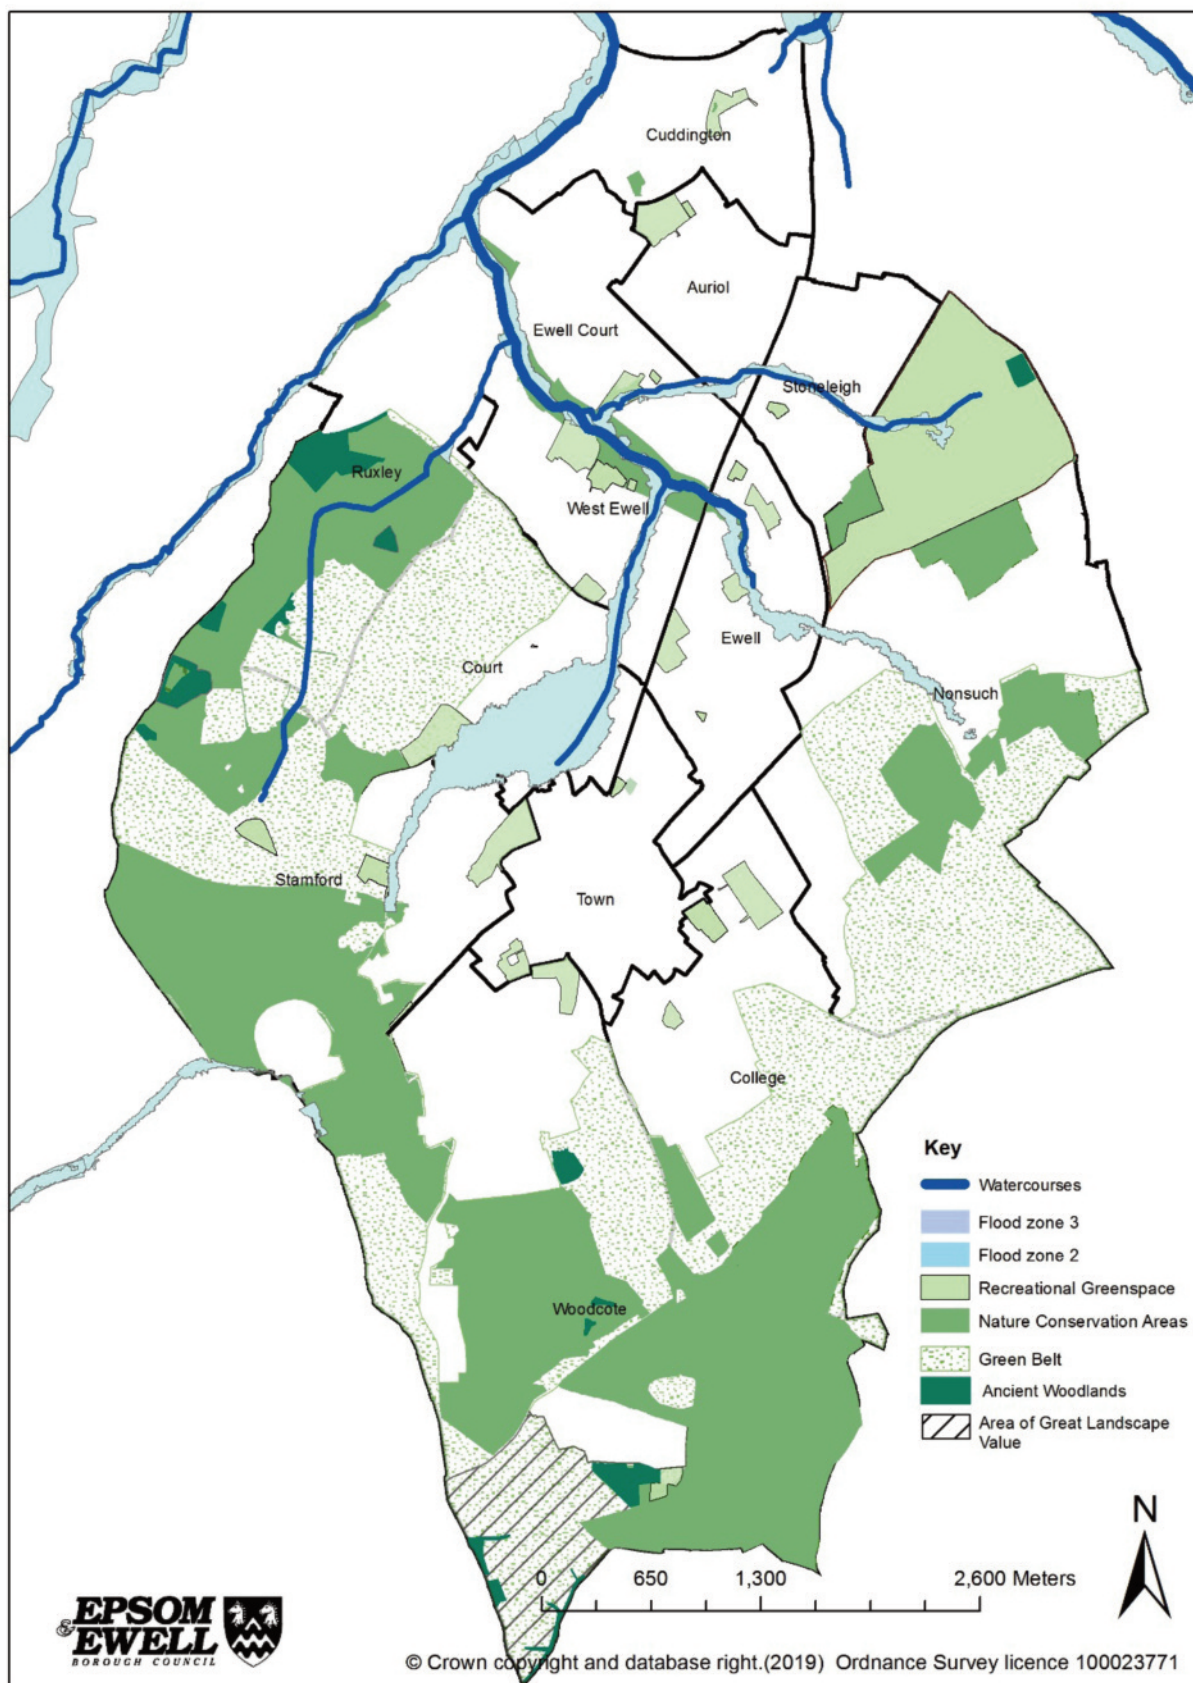 Cuddington
Auriol
Ewell Court
Stoneleigh
Ruxley
West Ewell
Ewell
Court
Nonsuch
Stamford
Town
College
Woodcote
Key
Watercourses
Flood zone 3
Flood zone 2
Recreational Greenspace
Nature Conservation Areas
Green Belt
Ancient Woodlands
Area of Great Landscape
Value
N
0 650 1,300 2,600 Meters
EPSOM
& EWELL
BOROUGH COUNCIL
© Crown copyright and database right.(2019) Ordnance Survey licence 100023771